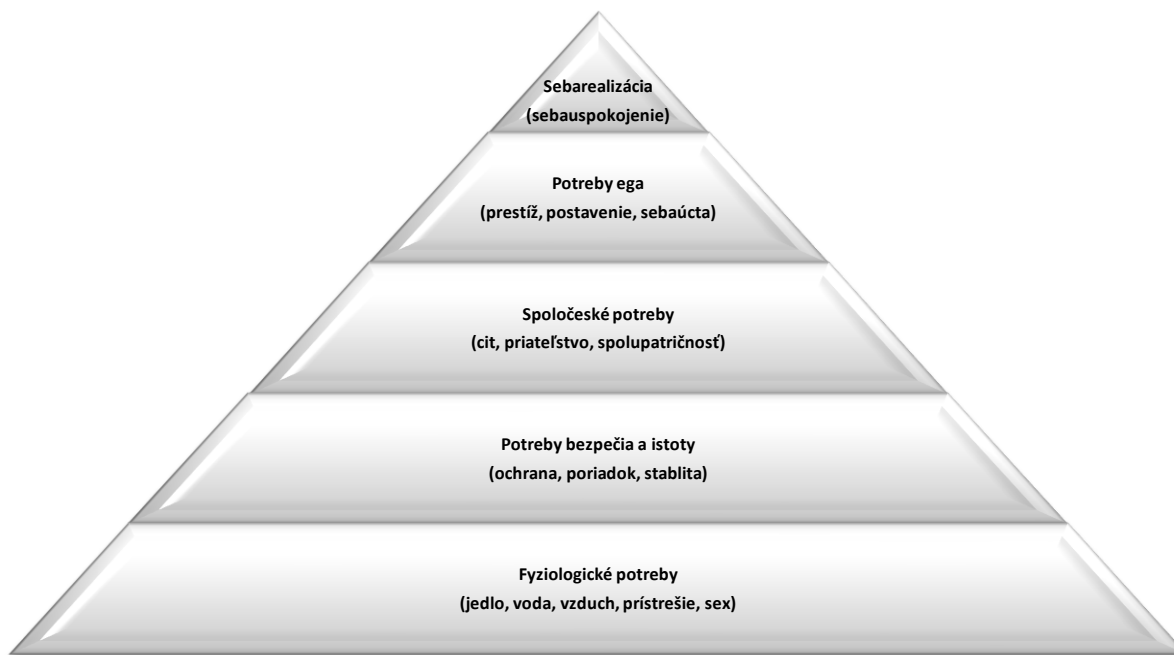 Sebarealizácia
(sebauspokojenie)
Potreby ega
(prestíž, postavenie, sebaúcta)
Spoločeské potreby
(cit, priateľstvo, spolupatričnosť)
Potreby bezpečia a istoty
(ochrana, poriadok, stablita)
Fyziologické potreby
(jedlo, voda, vzduch, prístrešie, sex)